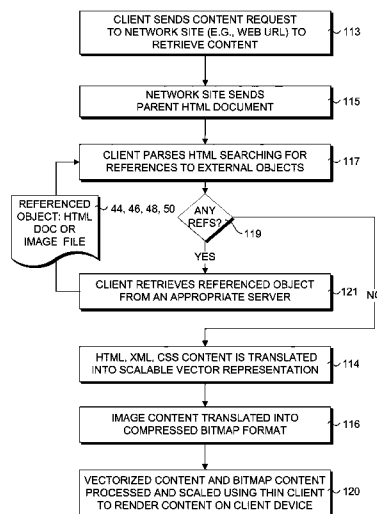 CLIENT SENDS CONTENT REQUEST
TO NETWORK SITE (E.G., WEB URL) TO
RETRIEVE CONTENT
113
NETWORK SITE SENDS
PARENT HTML DOCUMENT
115
CLIENT PARSES HTML SEARCHING FOR
REFERENCES TO EXTERNAL OBJECTS
117
REFERENCED
OBJECT: HTML
DOC OR
IMAGE FILE
44, 46, 48, 50
ANY
REFS?
119
YES
CLIENT RETRIEVES REFERENCED OBJECT
FROM AN APPROPRIATE SERVER
121
HTML, XML, CSS CONTENT IS TRANSLATED
INTO SCALABLE VECTOR REPRESENTATION
114
IMAGE CONTENT TRANSLATED INTO
COMPRESSED BITMAP FORMAT
116
VECTORIZED CONTENT AND BITMAP CONTENT
PROCESSED AND SCALED USING THIN CLIENT
TO RENDER CONTENT ON CLIENT DEVICE
120